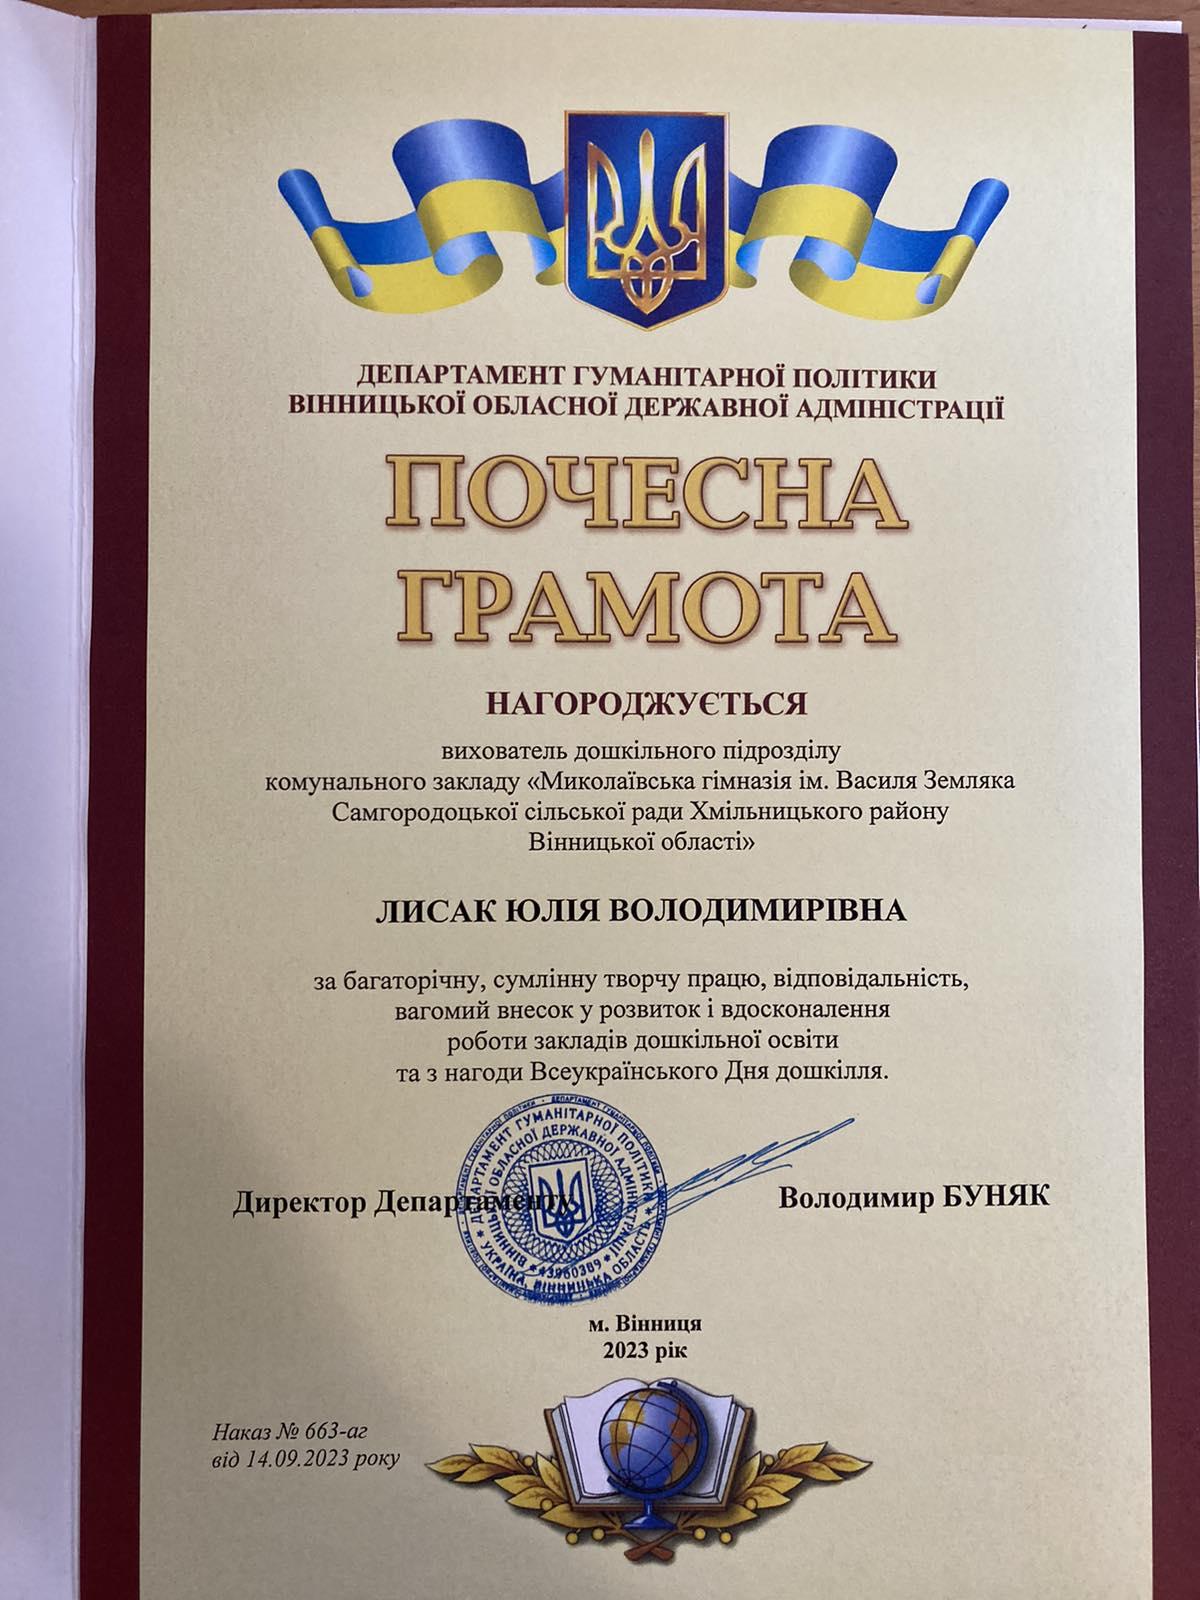 ДЕПАРТАМЕНТ ГУМАНІТАРНОЇ ПОЛІТИКИ
ВІННИЦЬКОЇ ОБЛАСНОЇ ДЕРЖАВНОЇ АДМІНІСТРАЦІЇ
ПОЧЕСНА
ГРАМОТА
НАГОРОДЖУЄТЬСЯ
вихователь дошкільного підрозділу
комунального закладу «Миколаївська гімназія ім. Василя Земляка
Самгородоцької сільської ради Хмільницького району
Вінницької області»
ЛИСАК ЮЛІЯ ВОЛОДИМИРІВНА
за багаторічну, сумлінну творчу працю, відповідальність,
вагомий внесок у розвиток і вдосконалення
роботи закладів дошкільної освіти
та з нагоди Всеукраїнського Дня дошкілля.
Директор Департаменту
Володимир БУНЯК
ДЕПАРТАМЕНТ ГУМАНІТАРНОЇ ПОЛІТИКИ
ОБЛАСНОЇ ДЕРЖАВНОЇ АДМІНІСТРАЦІЇ
УКРАЇНА, ВІННИЦЬКА ОБЛАСТЬ
м. Вінниця
2023 рік
Наказ № 663-аг
від 14.09.2023 року